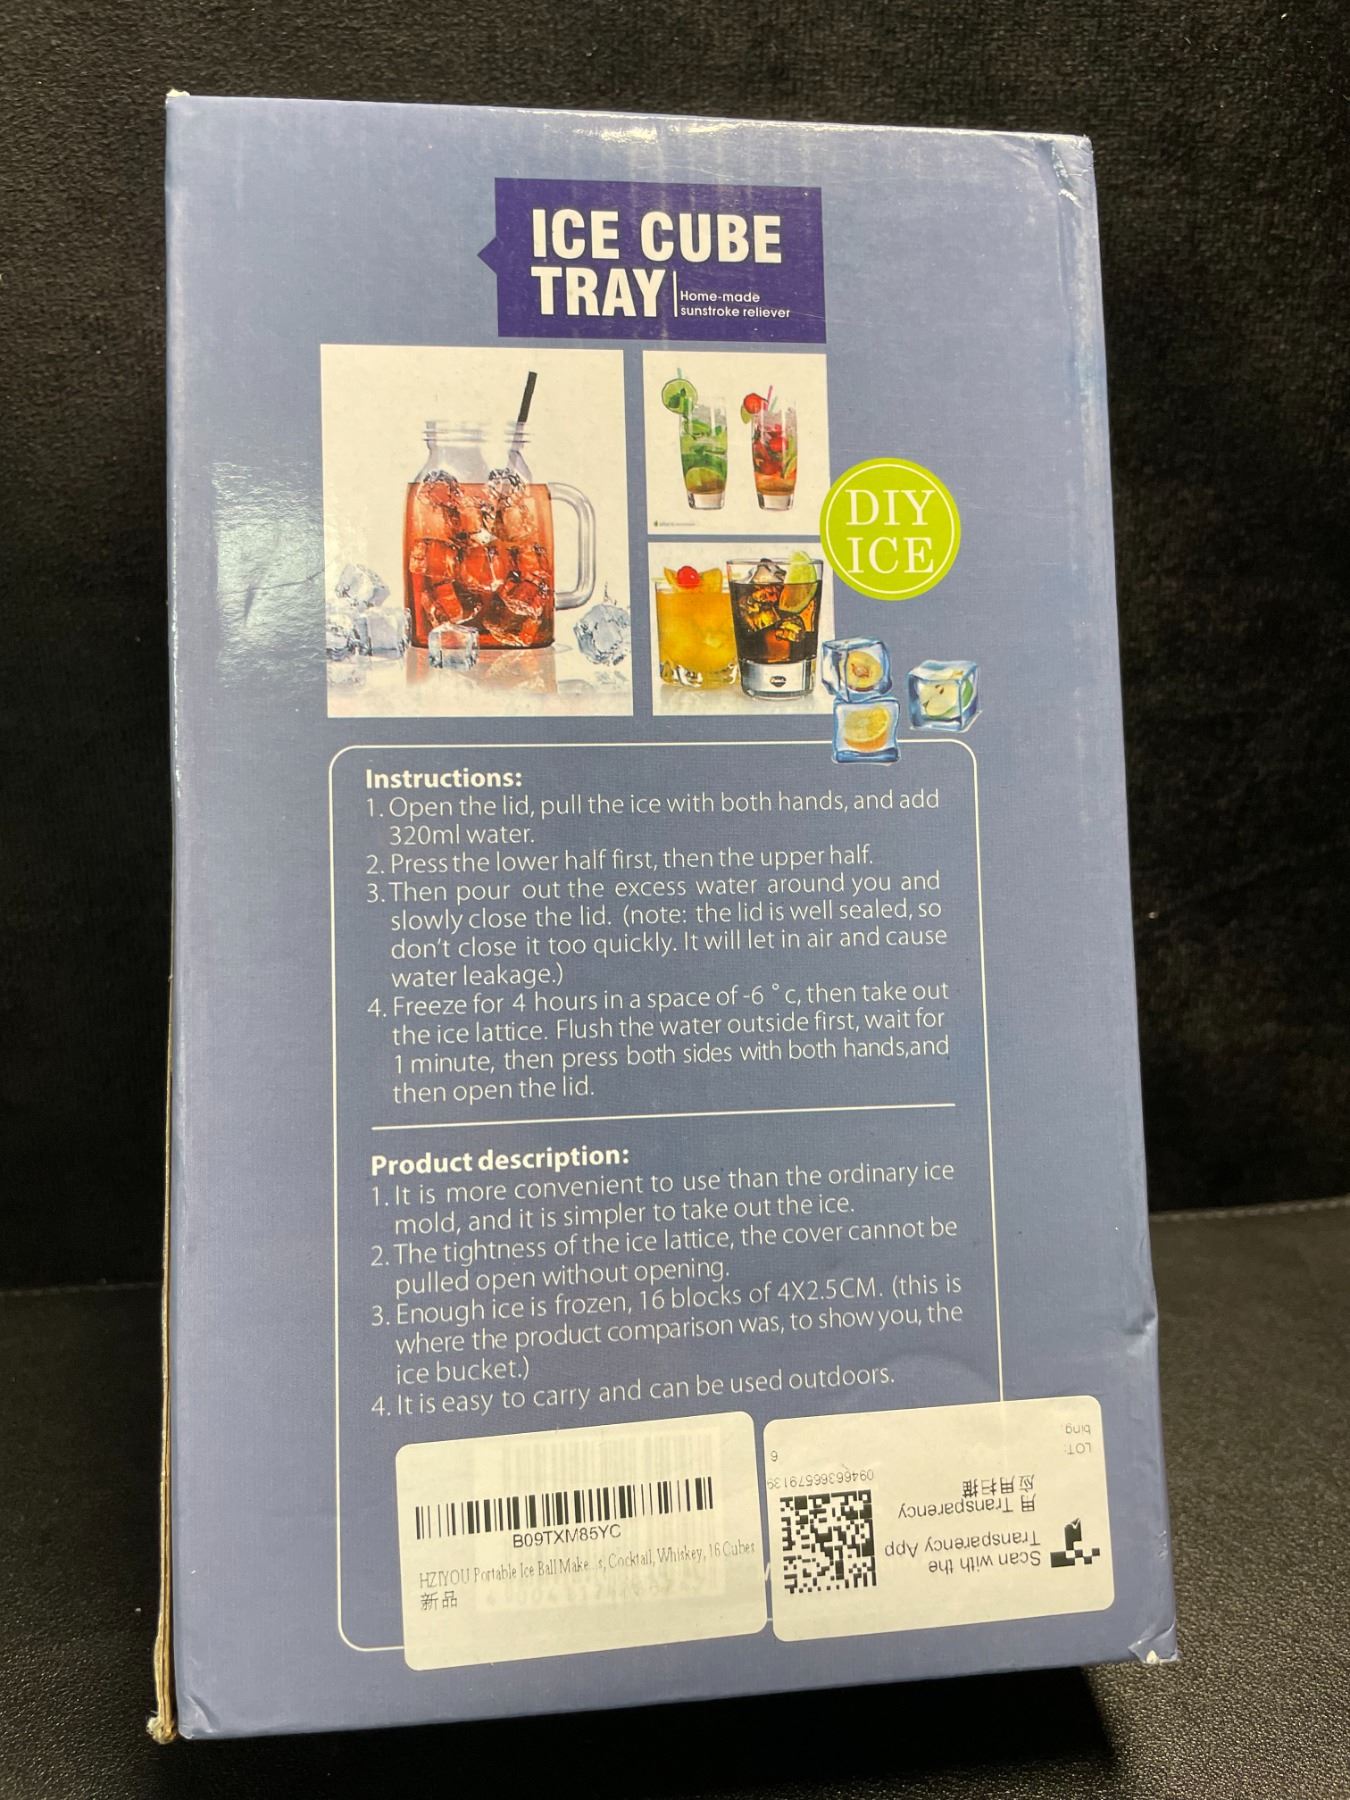 ICE CUBE
TRAY
Home-made
sunstroke reliever
DIY
ICE
Instructions:
1. Open the lid, pull the ice with both hands, and add
320ml water.
2. Press the lower half first, then the upper half.
3. Then pour out the excess water around you and
slowly close the lid. (note: the lid is well sealed, so
don't close it too quickly. It will let in air and cause
water leakage.)
4. Freeze for 4 hours in a space of -6 °c, then take out
the ice lattice. Flush the water outside first, wait for
1 minute, then press both sides with both hands,and
then open the lid.
Product description:
1. It is more convenient to use than the ordinary ice
mold, and it is simpler to take out the ice.
2. The tightness of the ice lattice, the cover cannot be
pulled open without opening.
3. Enough ice is frozen, 16 blocks of 4X2.5CM. (this is
where the product comparison was, to show you, the
ice bucket.)
4. It is easy to carry and can be used outdoors.
B09TXM85YC
HZIYOU Portable Ice Ball Make...s, Cocktail, Whiskey, 16 Cubes
新品
Scan with the
Transparency App
用 Transparency
应用扫描
LOT:
bing.
6